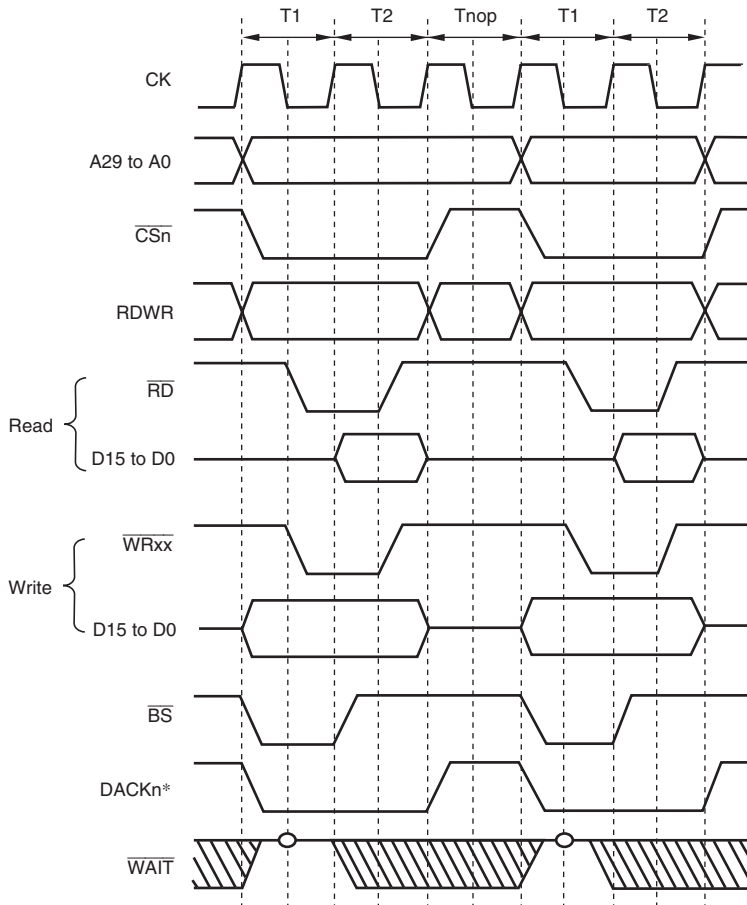 T1 T2 Tnop T1 T2
CK
A29 to A0
CSn
RDWR
RD
Read
D15 to D0
WRxx
Write
D15 to D0
BS
DACKn*
WAIT